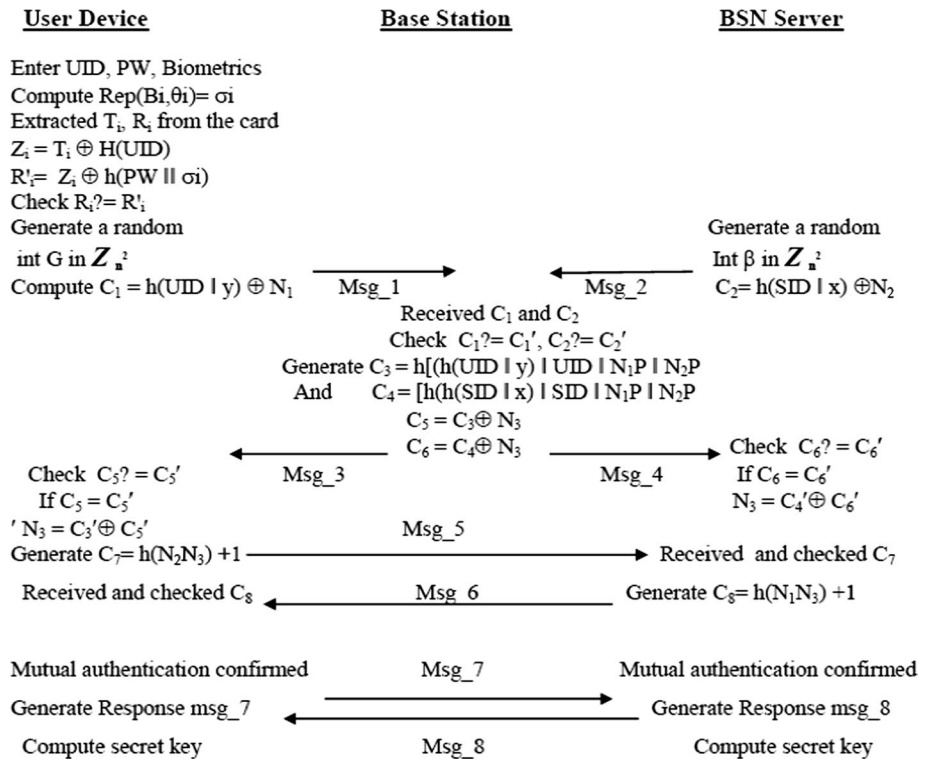 User Device Base Station BSN Server
Enter UID, PW, Biometrics
Compute Rep(Bi,θi)= σi
Extracted Tᵢ, Rᵢ from the card
Zᵢ = Tᵢ ⊕ H(UID)
R'ᵢ= Zᵢ ⊕ h(PW || σi)
Check Rᵢ?= R'ᵢ
Generate a random Generate a random
int G in Z ₙ² Int β in Z ₙ²
Compute C₁ = h(UID | y) ⊕ N₁ Msg_1 Msg_2 C₂= h(SID | x) ⊕N₂
Received C₁ and C₂
Check C₁?= C₁', C₂?= C₂'
Generate C₃ = h[(h(UID | y) | UID | N₁P | N₂P
And C₄= [h(h(SID | x) | SID | N₁P | N₂P
C₅ = C₃⊕ N₃
C₆ = C₄⊕ N₃ Check C₆? = C₆'
Check C₅? = C₅' Msg_3 Msg_4 If C₆ = C₆'
If C₅ = C₅' N₃ = C₄'⊕ C₆'
' N₃ = C₃'⊕ C₅' Msg_5
Generate C₇= h(N₂N₃) +1 Received and checked C₇
Received and checked C₈ Msg_6 Generate C₈= h(N₁N₃) +1
Mutual authentication confirmed Msg_7 Mutual authentication confirmed
Generate Response msg_7 Generate Response msg_8
Compute secret key Msg_8 Compute secret key